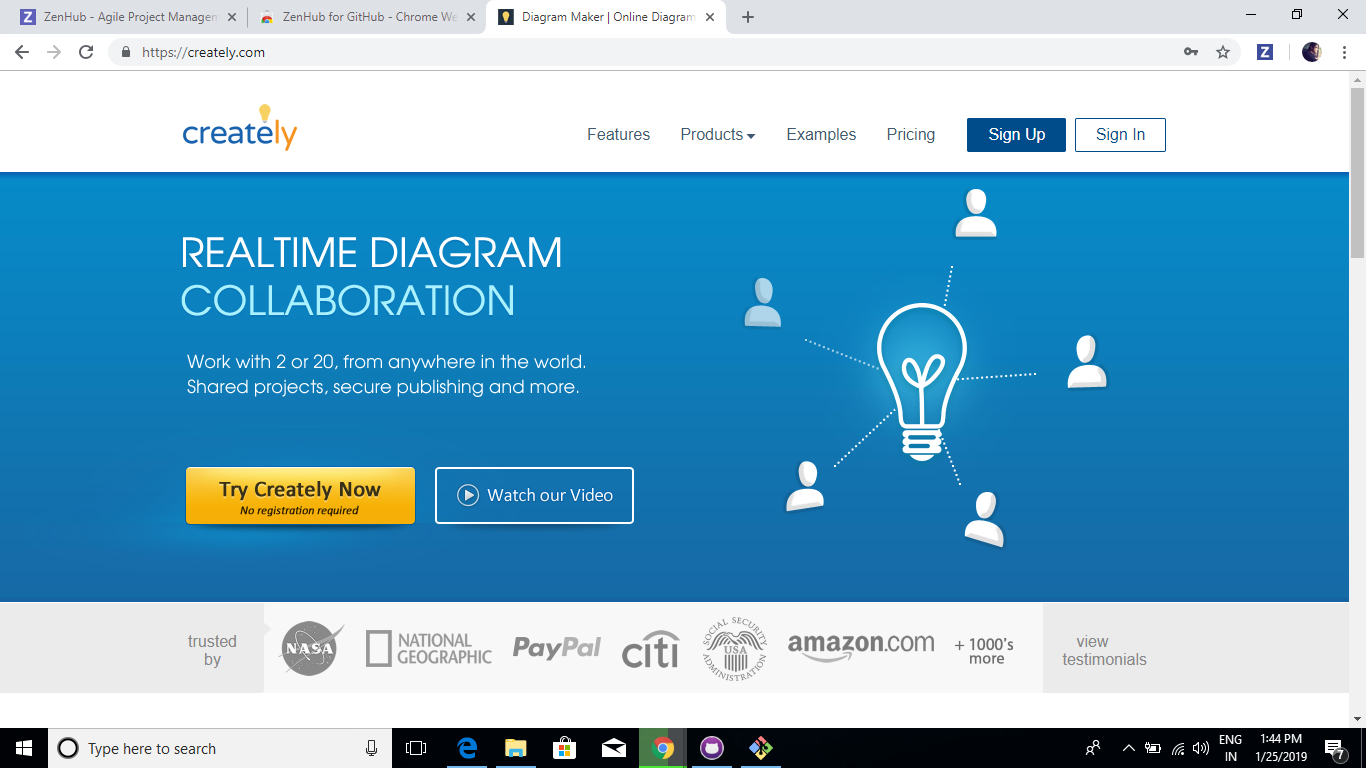 ZenHub - Agile Project Managem
ZenHub for GitHub - Chrome We
Diagram Maker | Online Diagram
https://creately.com
Z
creately
Features
Products
Examples
Pricing
Sign Up
Sign In
REALTIME DIAGRAM
COLLABORATION
Work with 2 or 20, from anywhere in the world.
Shared projects, secure publishing and more.
Try Creately Now
No registration required
Watch our Video
trusted
by
NASA
NATIONAL
GEOGRAPHIC
PayPal
citi
SOCIAL SECURITY
USA
ADMINISTRATION
amazon.com
+ 1000's
more
view
testimonials
Type here to search
ENG
IN
1:44 PM
1/25/2019
7